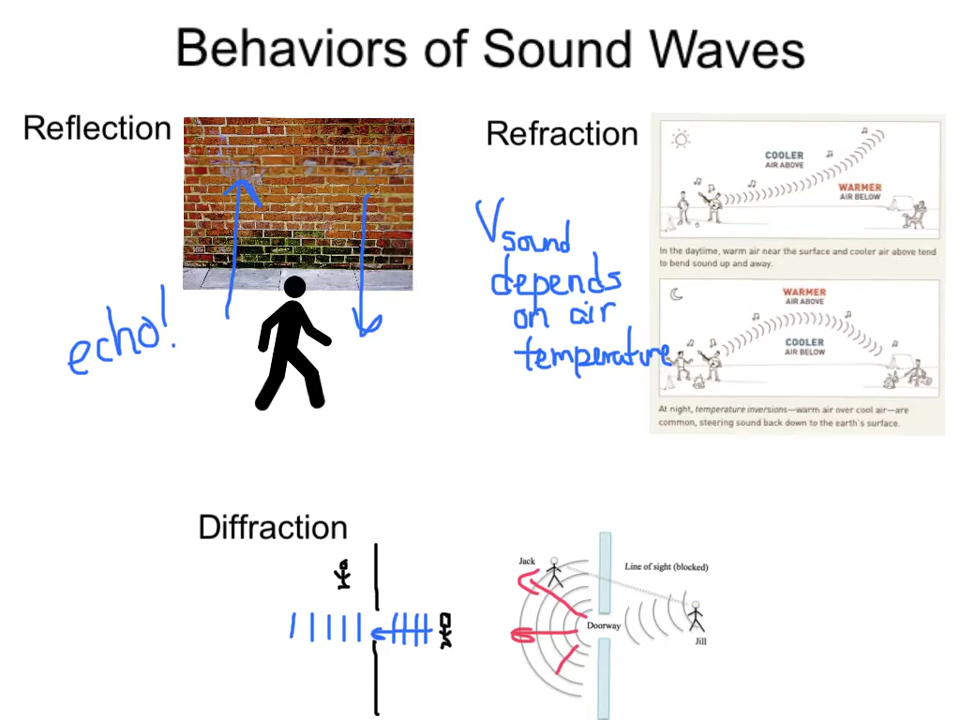 Behaviors of Sound Waves
Reflection
echo!
Refraction
Vsound
depends
on air
temperature
COOLER
AIR ABOVE
WARMER
AIR BELOW
In the daytime, warm air near the surface and cooler air above tend
to bend sound up and away.
WARMER
AIR ABOVE
COOLER
AIR BELOW
At night, temperature inversions—warm air over cool air—are
common, steering sound back down to the earth's surface.
Diffraction
Jack
Line of sight (blocked)
Doorway
Jill